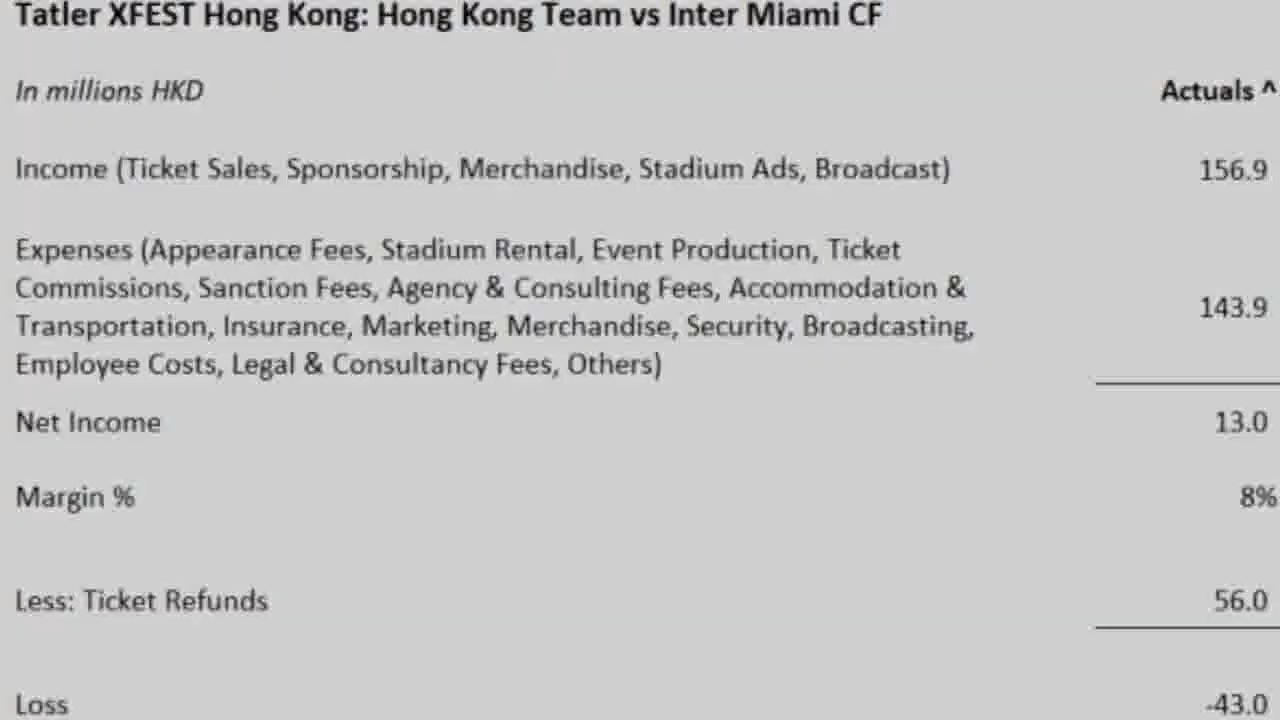 Tatler XFEST Hong Kong: Hong Kong Team vs Inter Miami CF
In millions HKD Actuals ^
Income (Ticket Sales, Sponsorship, Merchandise, Stadium Ads, Broadcast) 156.9
Expenses (Appearance Fees, Stadium Rental, Event Production, Ticket
Commissions, Sanction Fees, Agency & Consulting Fees, Accommodation &
Transportation, Insurance, Marketing, Merchandise, Security, Broadcasting, 143.9
Employee Costs, Legal & Consultancy Fees, Others)
Net Income 13.0
Margin % 8%
Less: Ticket Refunds 56.0
Loss -43.0